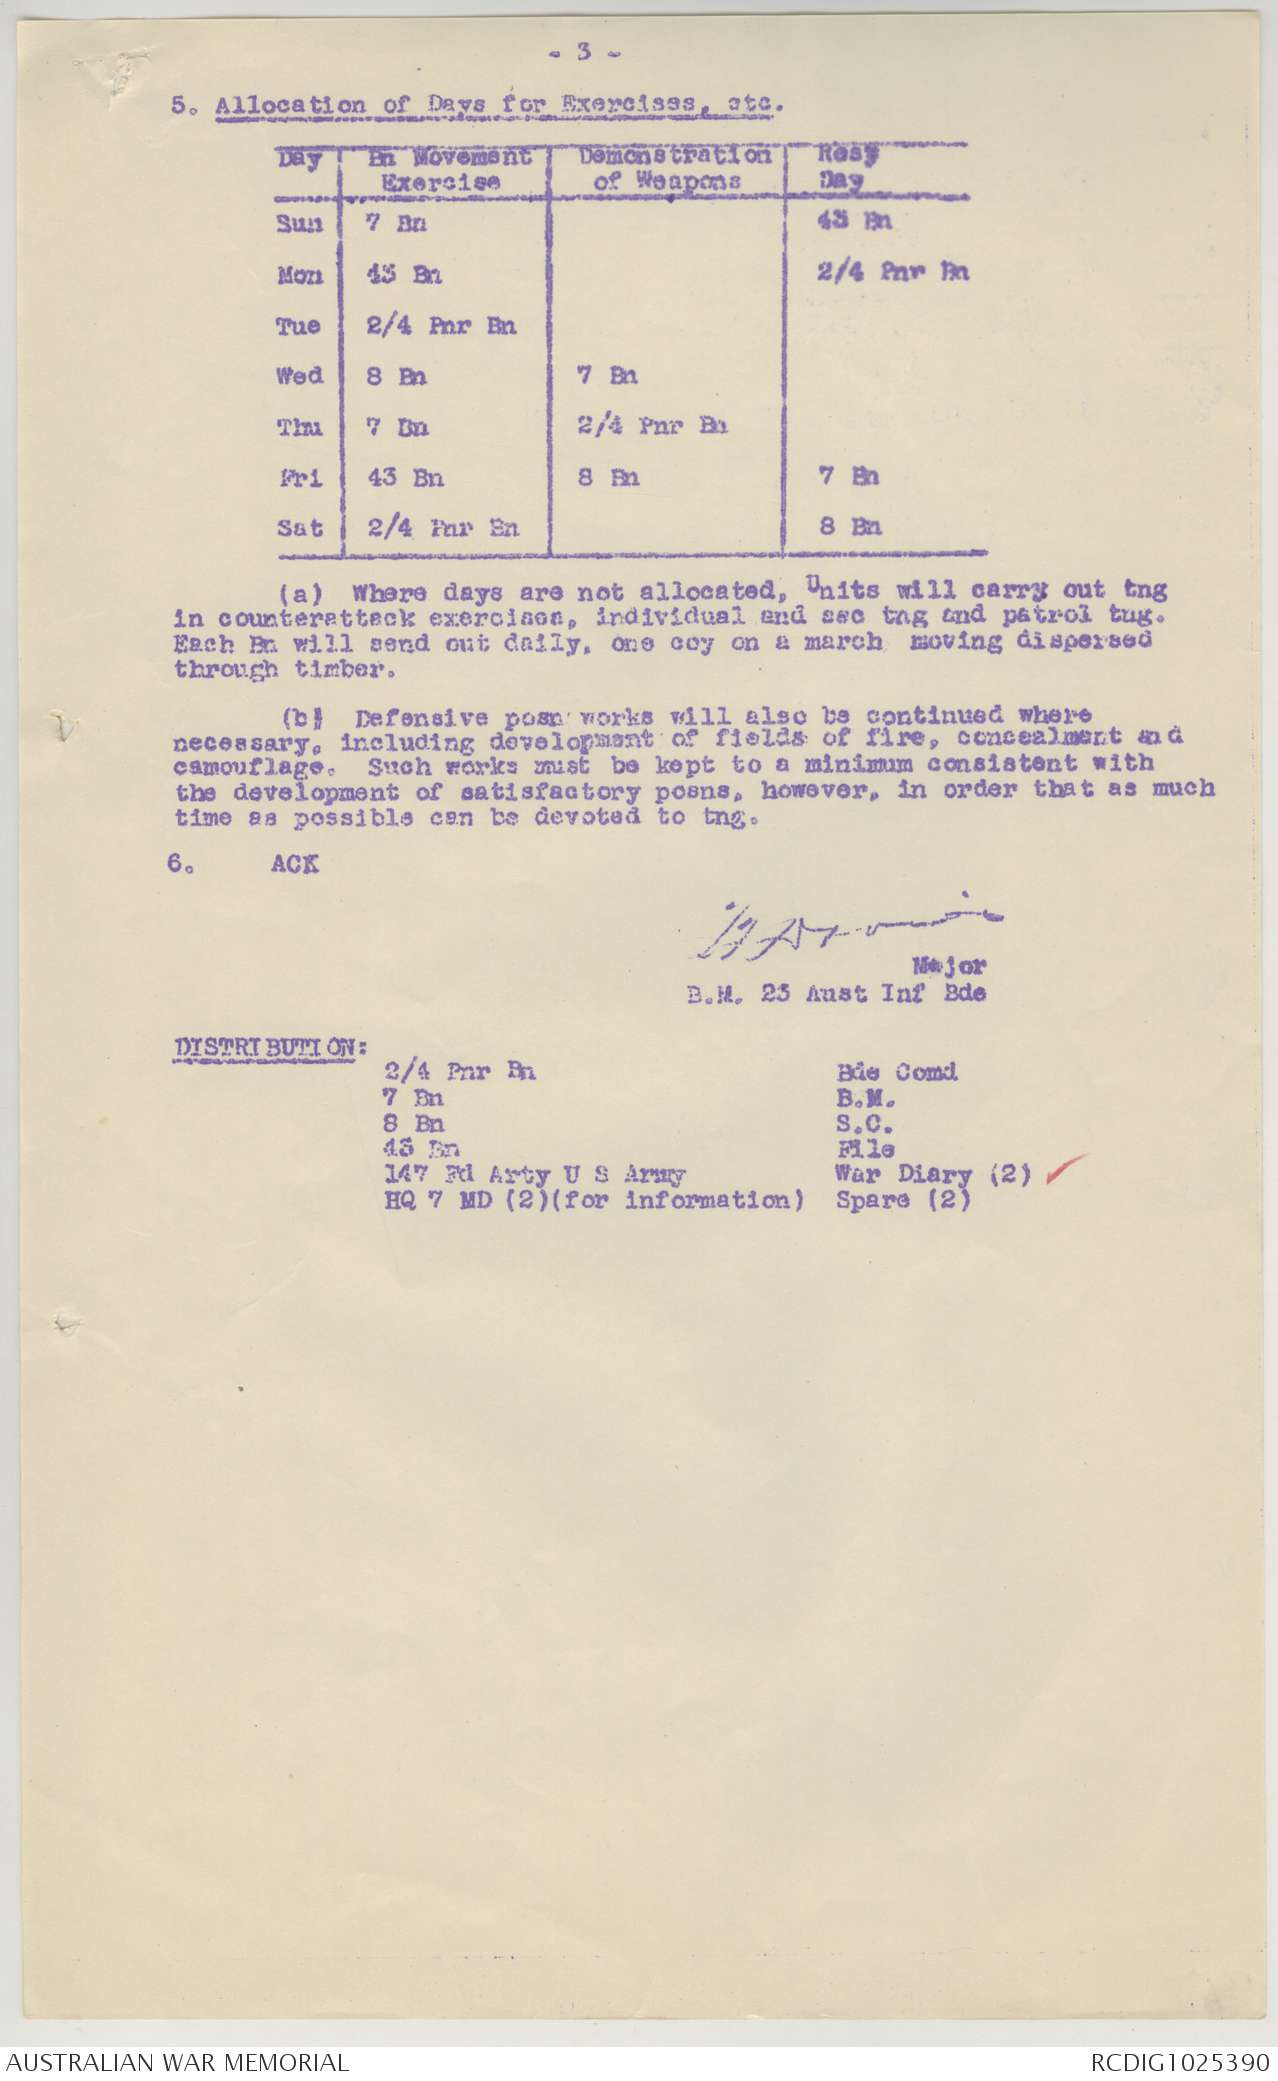 - 3 -
5. Allocation of Days for Exercises, etc.
Day | Bn Movement Exercise | Demonstration of Weapons | Resy Day
Sun | 7 Bn | | 43 Bn
Mon | 43 Bn | | 2/4 Pnr Bn
Tue | 2/4 Pnr Bn
Wed | 8 Bn | 7 Bn
Thu | 7 Bn | 2/4 Pnr Bn
Fri | 43 Bn | 8 Bn | 7 Bn
Sat | 2/4 Pnr Bn | | 8 Bn
(a) Where days are not allocated, Units will carry out tng
in counterattack exercises, individual and sec tng and patrol tng.
Each Bn will send out daily, one coy on a march moving dispersed
through timber.
(b) Defensive posn works will also be continued where
necessary, including development of fields of fire, concealment and
camouflage. Such works must be kept to a minimum consistent with
the development of satisfactory posns, however, in order that as much
time as possible can be devoted to tng.
6. ACK
Major
B.M. 23 Aust Inf Bde
DISTRIBUTION:
2/4 Pnr Bn Bde Comd
7 Bn B.M.
8 Bn S.C.
43 Bn File
147 Fd Arty U S Army War Diary (2)
HQ 7 MD (2)(for information) Spare (2)
AUSTRALIAN WAR MEMORIAL RCDIG1025390